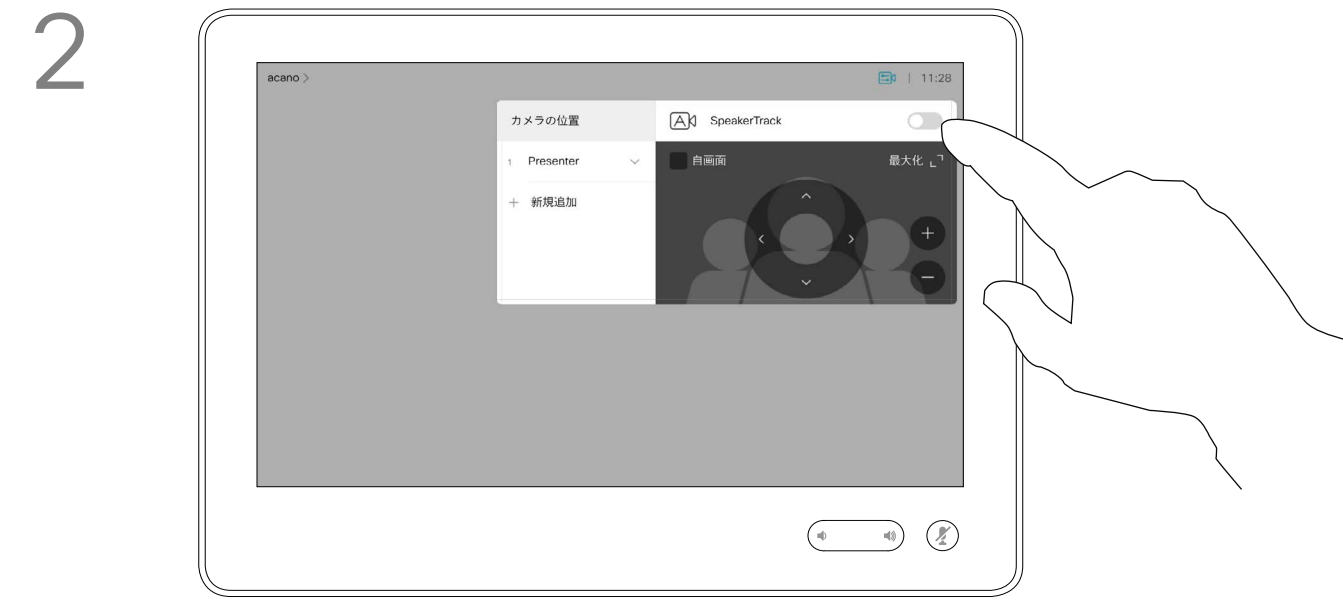 2
acano >
11:28
カメラの位置
SpeakerTrack
1 Presenter
自画面
最大化
+ 新規追加